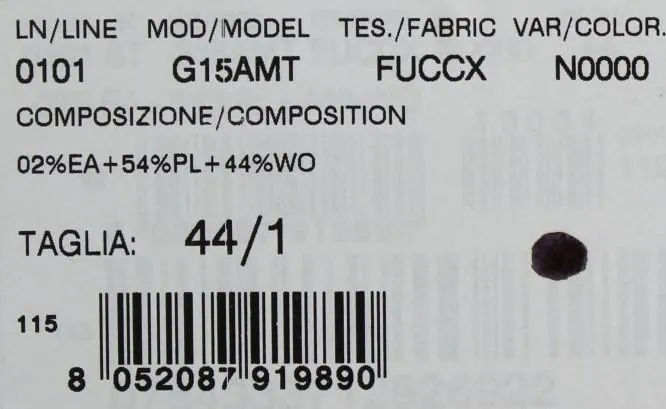 LN/LINE MOD/MODEL TES./FABRIC VAR/COLOR.
0101 G15AMT FUCCX N0000
COMPOSIZIONE/COMPOSITION
02%EA+54%PL+44%WO
TAGLIA: 44/1
115
8 052087 919890